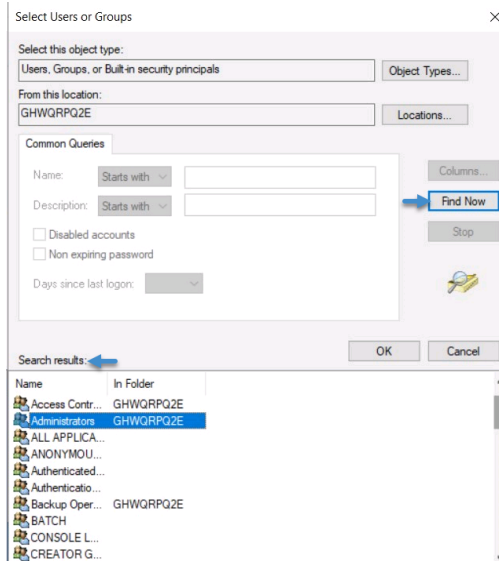 Select Users or Groups
Select this object type:
Users, Groups, or Built-in security principals
Object Types...
From this location:
GHWQRPQ2E
Locations...
Common Queries
Name: Starts with
Columns...
Description: Starts with
Find Now
Disabled accounts
Stop
Non expiring password
Days since last logon:
OK Cancel
Search results:
Name In Folder
Access Contr... GHWQRPQ2E
Administrators GHWQRPQ2E
ALL APPLICA...
ANONYMOU...
Authenticated...
Authenticatio...
Backup Oper... GHWQRPQ2E
BATCH
CONSOLE L...
CREATOR G...